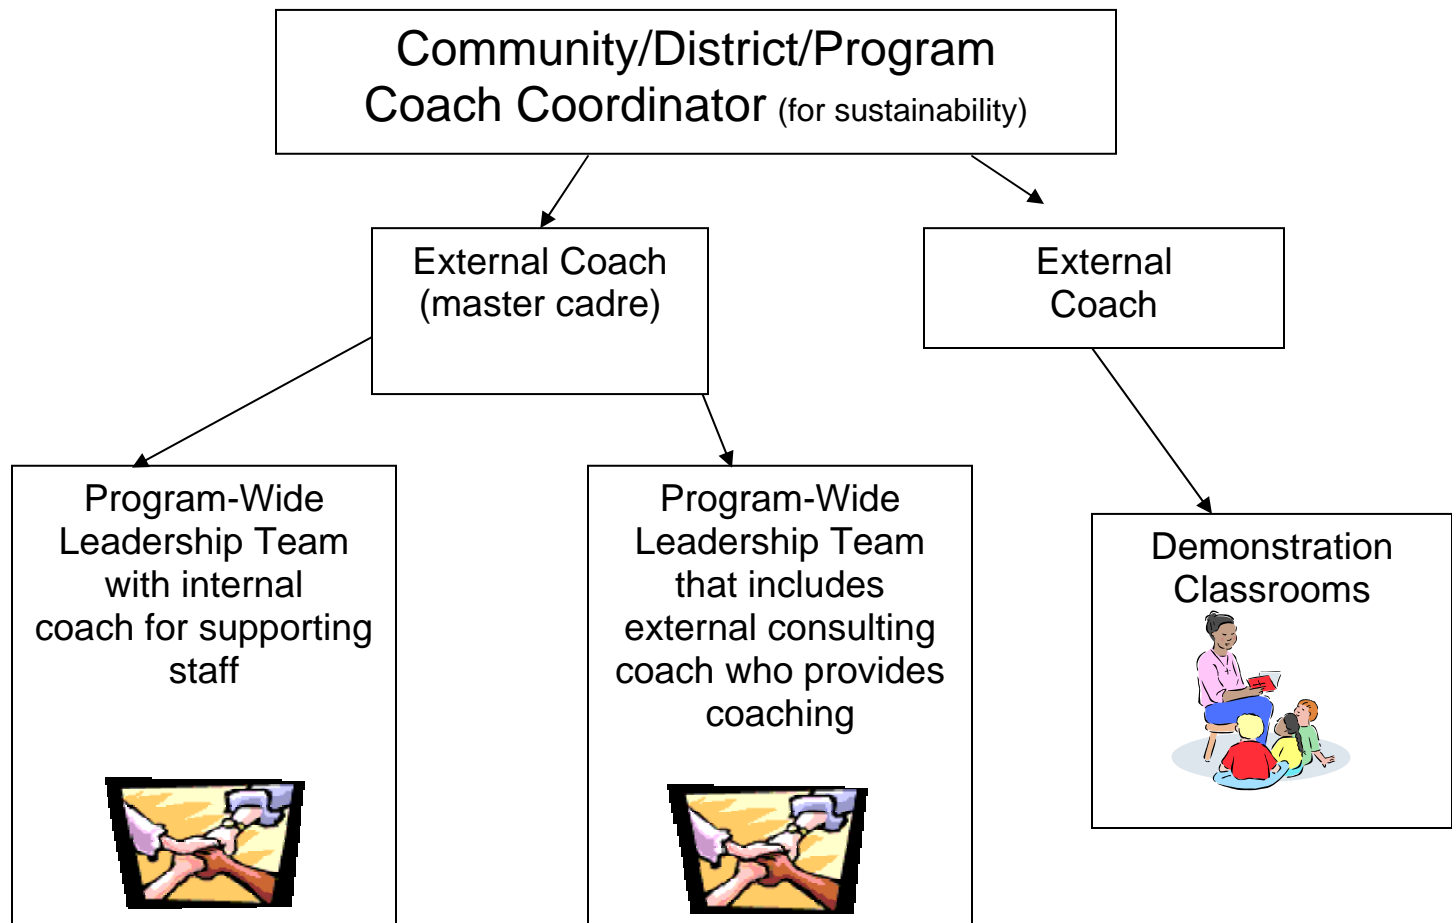 Community/District/Program
Coach Coordinator (for sustainability)
External Coach
(master cadre)
External
Coach
Program-Wide
Leadership Team
with internal
coach for supporting
staff
Program-Wide
Leadership Team
that includes
external consulting
coach who provides
coaching
Demonstration
Classrooms